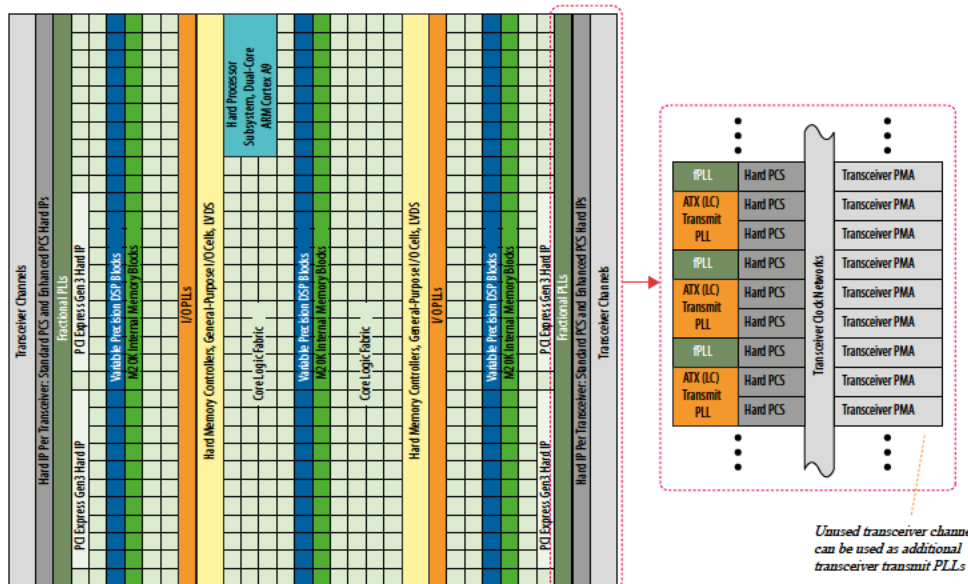 Transceiver Channels
Hard IP Per Transceiver: Standard PCS and Enhanced PCS Hard IPs
Fractional PLLs
PCI Express Gen3 Hard IP
PCI Express Gen3 Hard IP
Variable Precision DSP Blocks
M20K Internal Memory Blocks
I/O PLLs
Hard Memory Controllers, General-Purpose I/O Cells, LVDS
Hard Processor
Subsystem, Dual-Core
ARM Cortex A9
Core Logic Fabric
Variable Precision DSP Blocks
M20K Internal Memory Blocks
Core Logic Fabric
Hard Memory Controllers, General-Purpose I/O Cells, LVDS
I/O PLLs
Variable Precision DSP Blocks
M20K Internal Memory Blocks
PCI Express Gen3 Hard IP
PCI Express Gen3 Hard IP
Fractional PLLs
Hard IP Per Transceiver: Standard PCS and Enhanced PCS Hard IPs
Transceiver Channels
fPLL
ATX (LC)
Transmit
PLL
fPLL
ATX (LC)
Transmit
PLL
fPLL
ATX (LC)
Transmit
PLL
Hard PCS
Hard PCS
Hard PCS
Hard PCS
Hard PCS
Hard PCS
Hard PCS
Hard PCS
Hard PCS
Transceiver Clock Networks
Transceiver PMA
Transceiver PMA
Transceiver PMA
Transceiver PMA
Transceiver PMA
Transceiver PMA
Transceiver PMA
Transceiver PMA
Transceiver PMA
Unused transceiver channe
can be used as additional
transceiver transmit PLLs